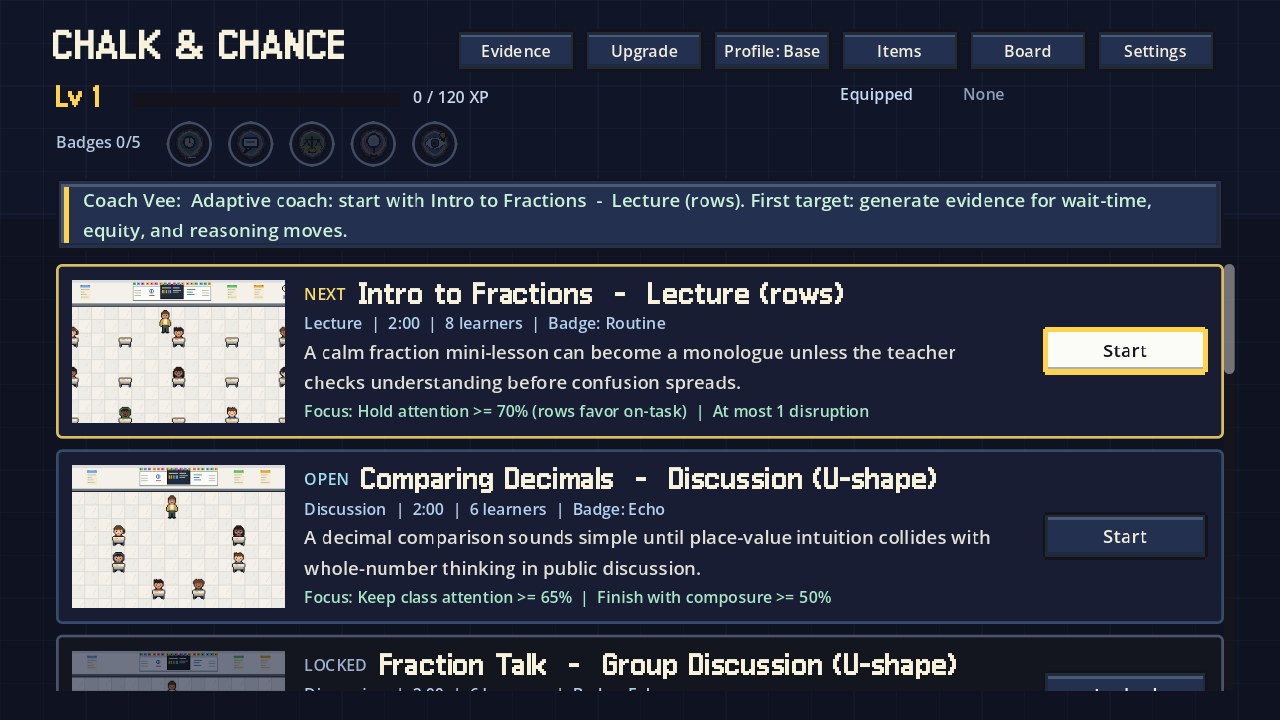 CHALK & CHANCE
Evidence
Upgrade
Profile: Base
Items
Board
Settings
Lv 1
0 / 120 XP
Equipped
None
Badges 0/5
Coach Vee: Adaptive coach: start with Intro to Fractions - Lecture (rows). First target: generate evidence for wait-time,
equity, and reasoning moves.
NEXT Intro to Fractions - Lecture (rows)
Lecture | 2:00 | 8 learners | Badge: Routine
A calm fraction mini-lesson can become a monologue unless the teacher
checks understanding before confusion spreads.
Focus: Hold attention >= 70% (rows favor on-task) | At most 1 disruption
Start
OPEN Comparing Decimals - Discussion (U-shape)
Discussion | 2:00 | 6 learners | Badge: Echo
A decimal comparison sounds simple until place-value intuition collides with
whole-number thinking in public discussion.
Focus: Keep class attention >= 65% | Finish with composure >= 50%
Start
LOCKED Fraction Talk - Group Discussion (U-shape)